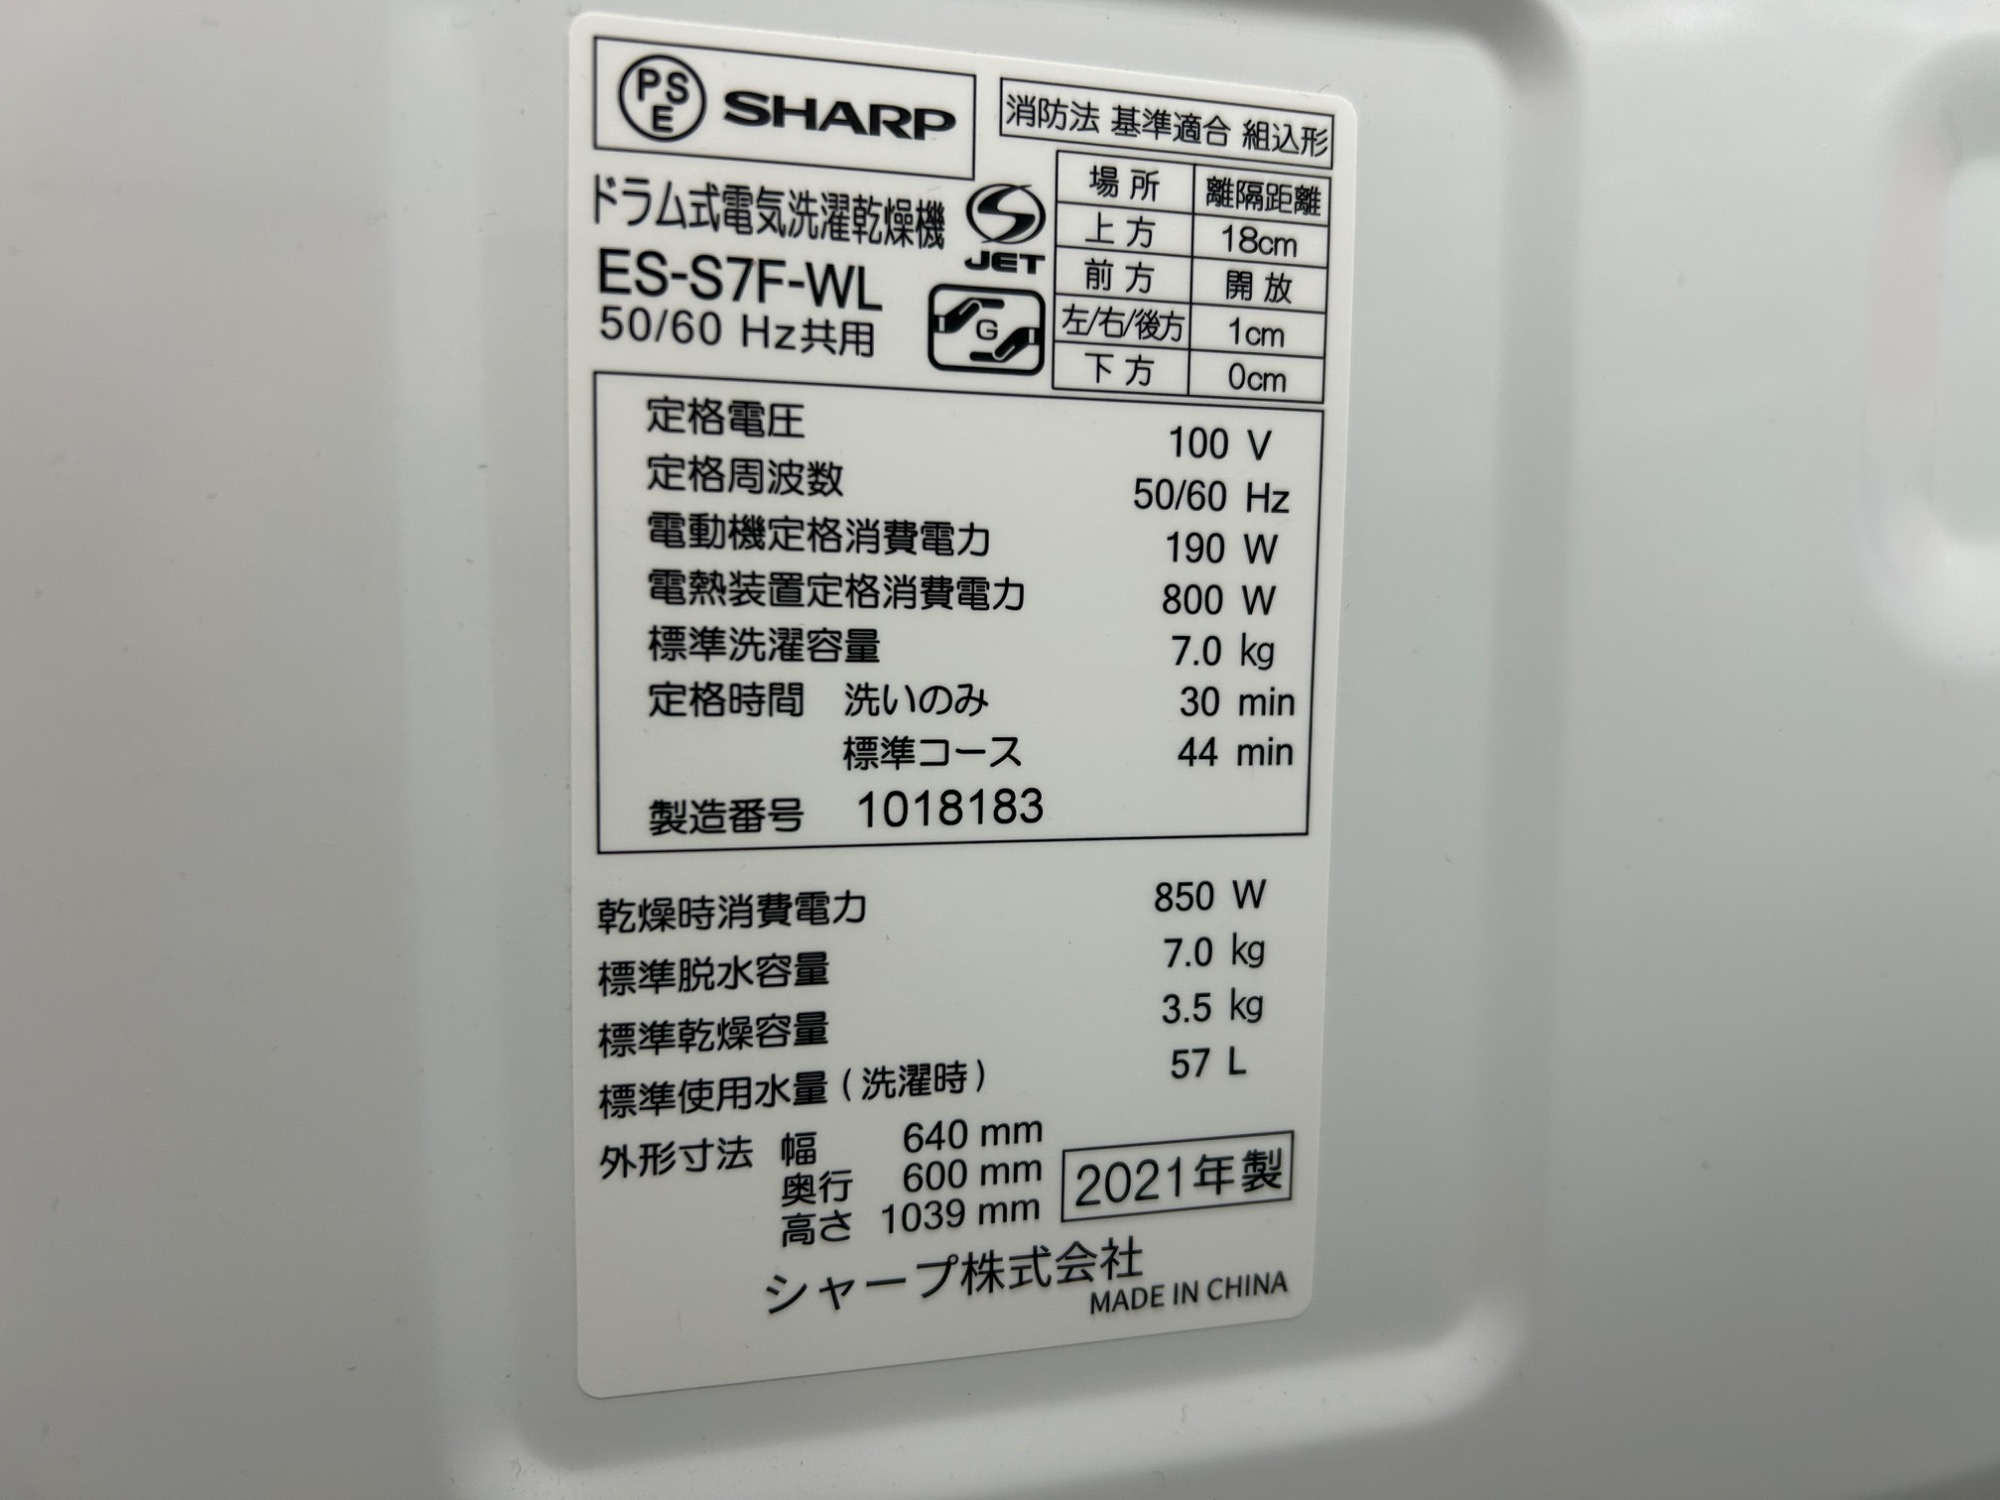 PSE SHARP
ドラム式電気洗濯乾燥機
ES-S7F-WL
50/60 Hz共用
JET
G
消防法 基準適合 組込形
場所 離隔距離
上方 18cm
前方 開放
左/右/後方 1cm
下方 0cm
定格電圧 100 V
定格周波数 50/60 Hz
電動機定格消費電力 190 W
電熱装置定格消費電力 800 W
標準洗濯容量 7.0 kg
定格時間 洗いのみ 30 min
標準コース 44 min
製造番号 1018183
乾燥時消費電力 850 W
標準脱水容量 7.0 kg
標準乾燥容量 3.5 kg
標準使用水量(洗濯時) 57 L
外形寸法 幅 640 mm
奥行 600 mm
高さ 1039 mm
2021年製
シャープ株式会社
MADE IN CHINA